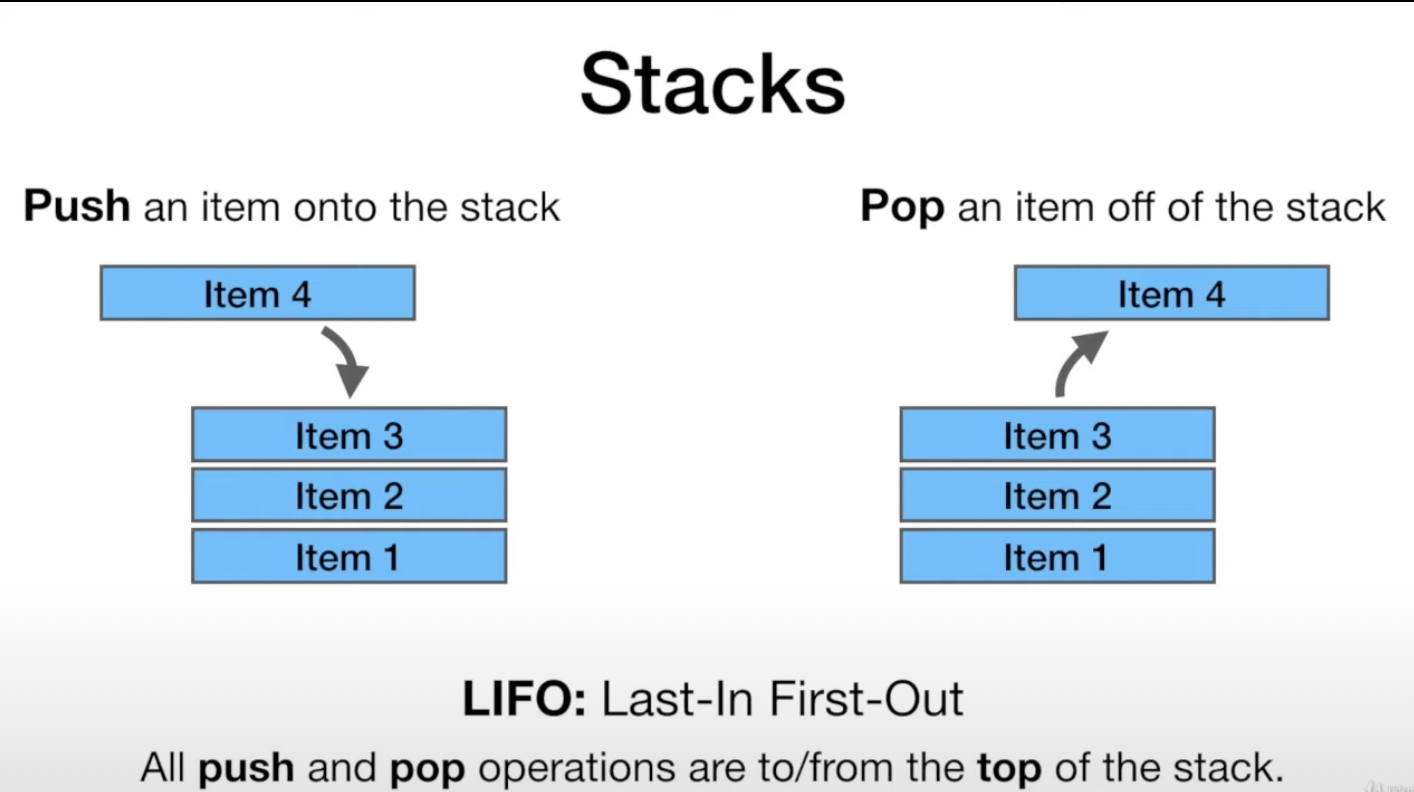 Stacks
Push an item onto the stack
Item 4
Item 3
Item 2
Item 1
Pop an item off of the stack
Item 4
Item 3
Item 2
Item 1
LIFO: Last-In First-Out
All push and pop operations are to/from the top of the stack.